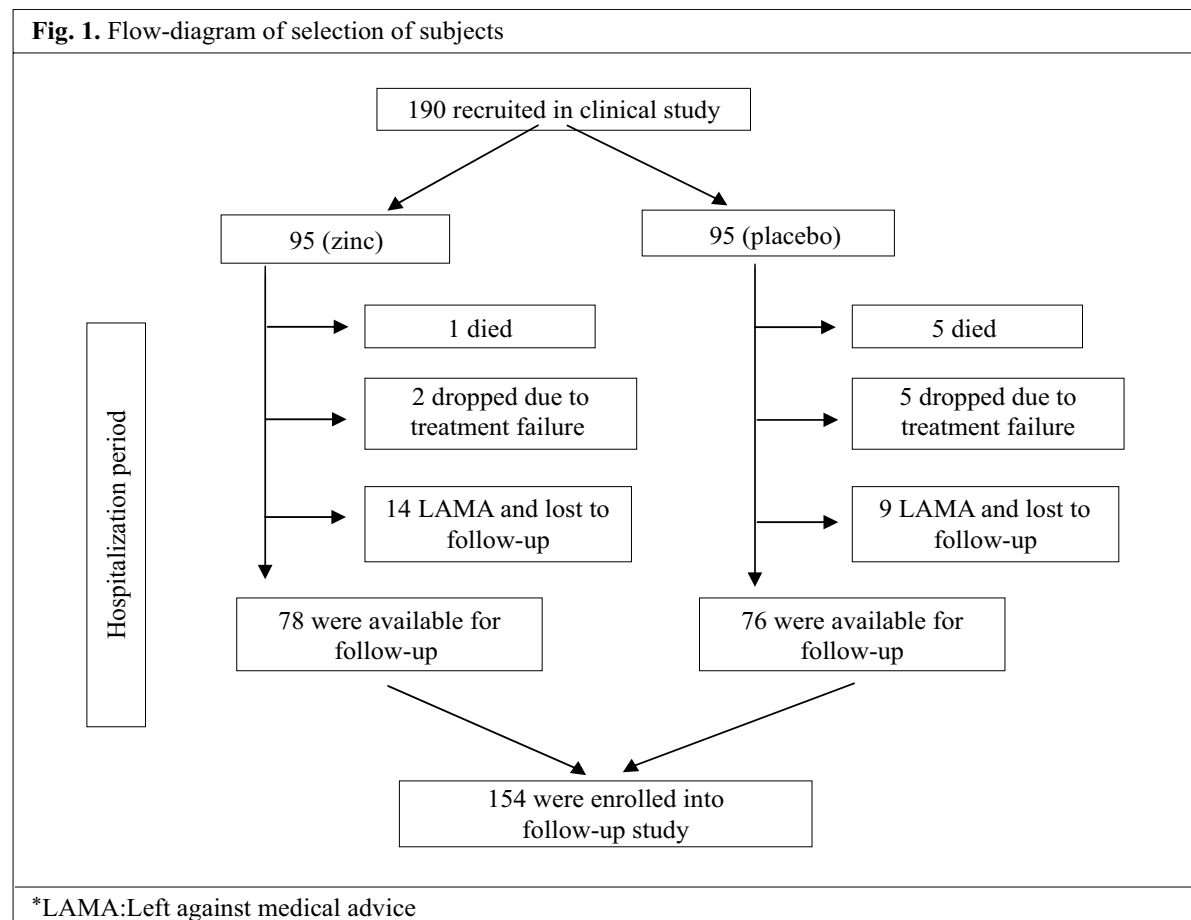 Fig. 1. Flow-diagram of selection of subjects
190 recruited in clinical study
95 (zinc)
95 (placebo)
Hospitalization period
1 died
5 died
2 dropped due to
treatment failure
5 dropped due to
treatment failure
14 LAMA and lost to
follow-up
9 LAMA and lost to
follow-up
78 were available for
follow-up
76 were available for
follow-up
154 were enrolled into
follow-up study
*LAMA:Left against medical advice